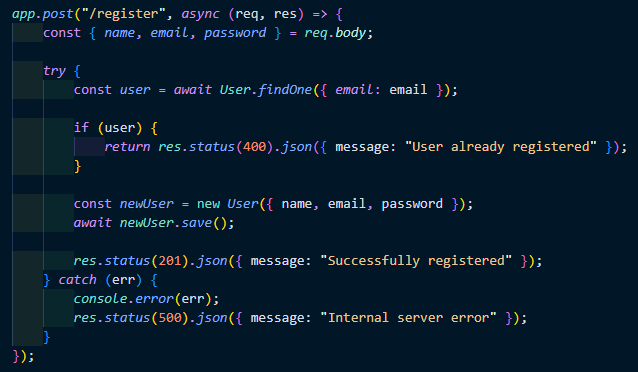 app.post("/register", async (req, res) => {
const { name, email, password } = req.body;
try {
const user = await User.findOne({ email: email });
if (user) {
return res.status(400).json({ message: "User already registered" });
}
const newUser = new User({ name, email, password });
await newUser.save();
res.status(201).json({ message: "Successfully registered" });
} catch (err) {
console.error(err);
res.status(500).json({ message: "Internal server error" });
}
});